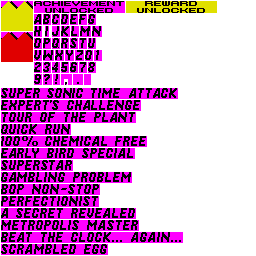 ACHIEVEMENT UNLOCKED
REWARD UNLOCKED
ABCDEFG
HIJKLMN
OPQRSTU
VWXYZ01
2345678
9?!...
SUPER SONIC TIME ATTACK
EXPERT'S CHALLENGE
TOUR OF THE PLANT
QUICK RUN
100% CHEMICAL FREE
EARLY BIRD SPECIAL
SUPERSTAR
GAMBLING PROBLEM
BOP NON-STOP
PERFECTIONIST
A SECRET REVEALED
METROPOLIS MASTER
BEAT THE CLOCK... AGAIN...
SCRAMBLED EGG